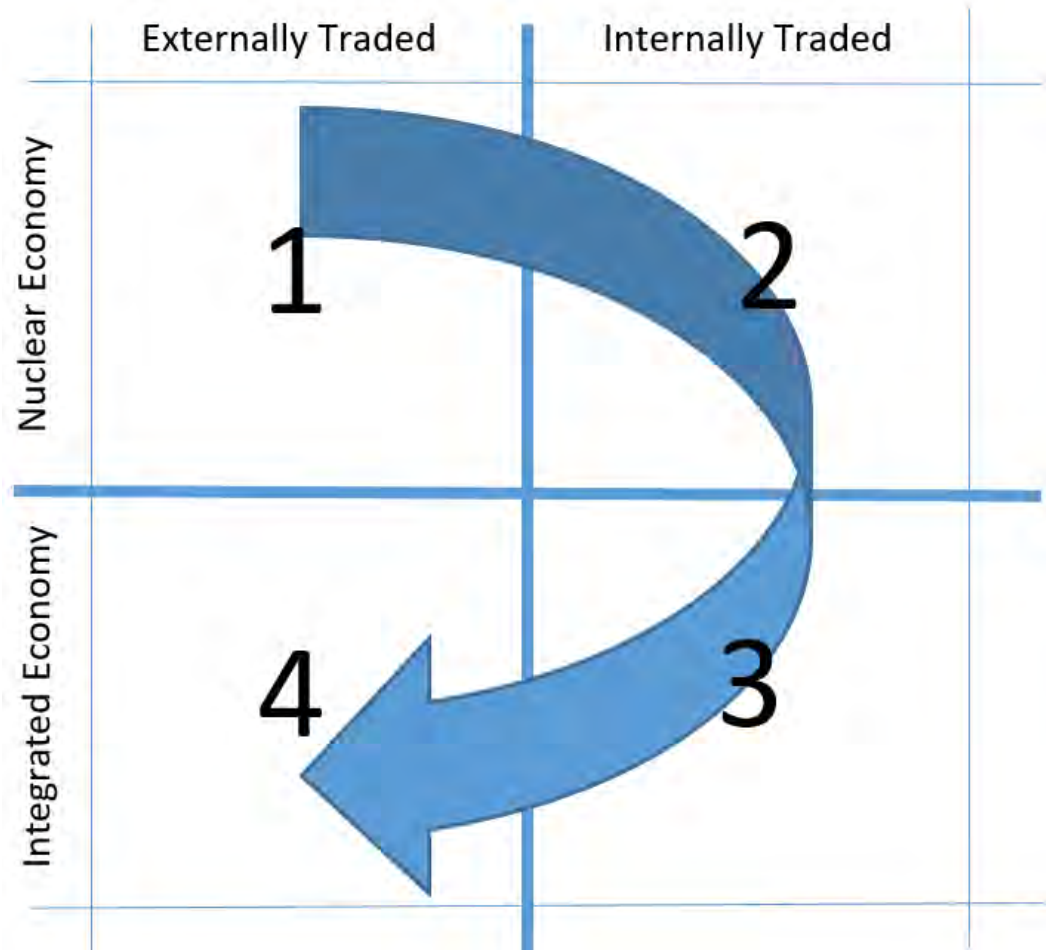 Externally Traded
Internally Traded
Nuclear Economy
1
2
Integrated Economy
4
3